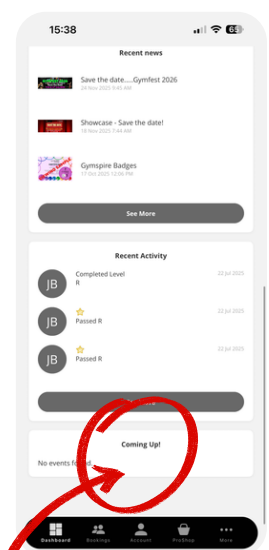 15:38
65
Recent news
Save the date.....Gymfest 2026
24 Nov 2025 9:45 AM
Showcase - Save the date!
18 Nov 2025 7:44 AM
Gymspire Badges
17 Oct 2025 12:06 PM
See More
Recent Activity
JB
Completed Level
R
22 Jul 2025
JB
Passed R
22 Jul 2025
JB
Passed R
22 Jul 2025
Coming Up!
No events found
Dashboard
Bookings
Account
ProShop
More